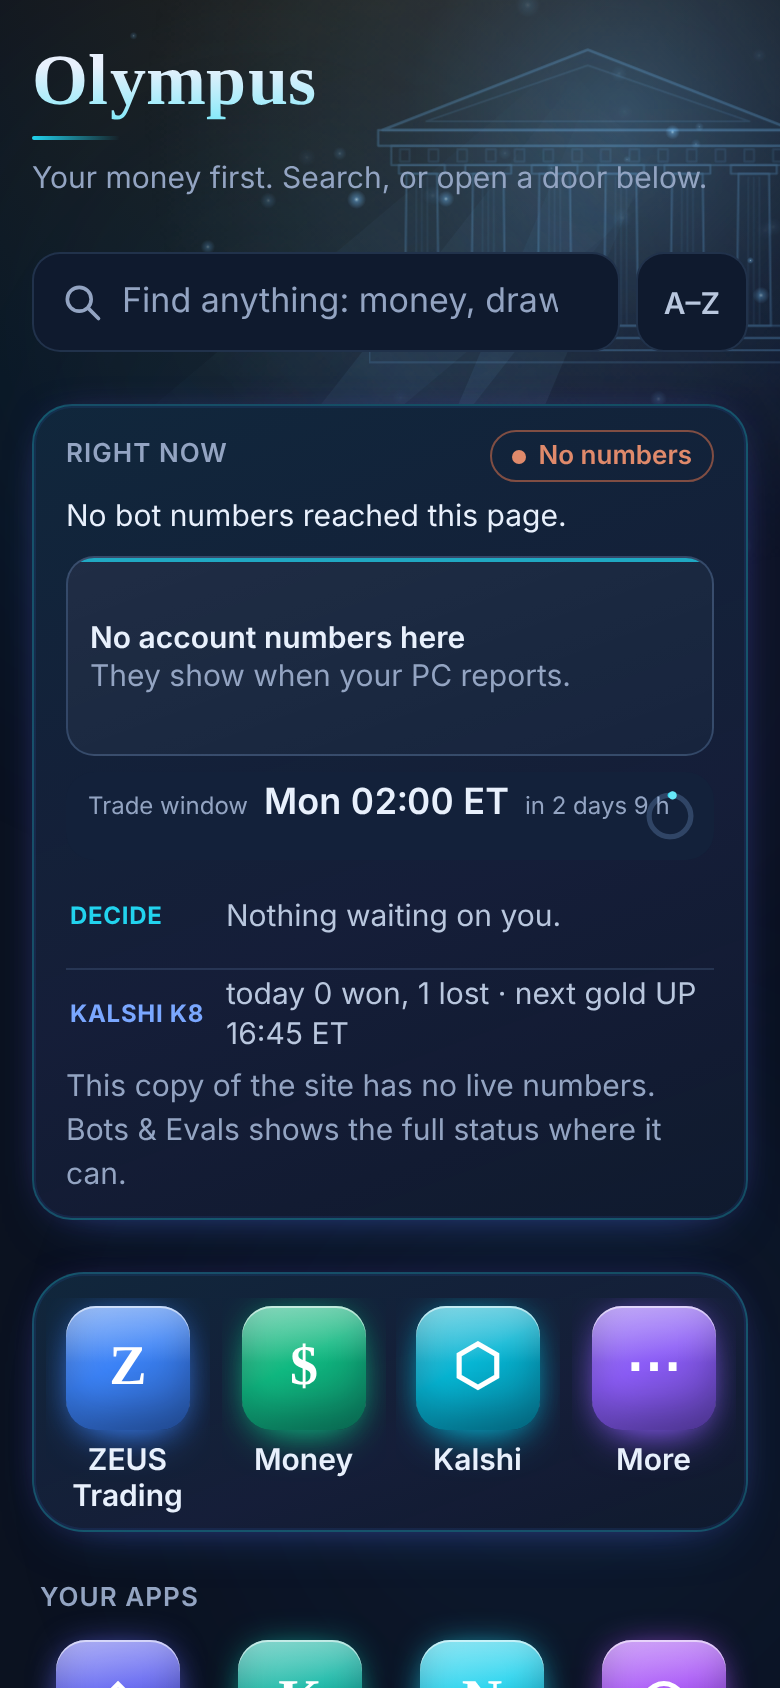 Olympus
Your money first. Search, or open a door below.
Find anything: money, draw
A–Z
RIGHT NOW
No numbers
No bot numbers reached this page.
No account numbers here
They show when your PC reports.
Trade window Mon 02:00 ET in 2 days 9 h
DECIDE
Nothing waiting on you.
KALSHI K8
today 0 won, 1 lost · next gold UP
16:45 ET
This copy of the site has no live numbers.
Bots & Evals shows the full status where it
can.
Z
$
ZEUS
Trading
Money
Kalshi
More
YOUR APPS